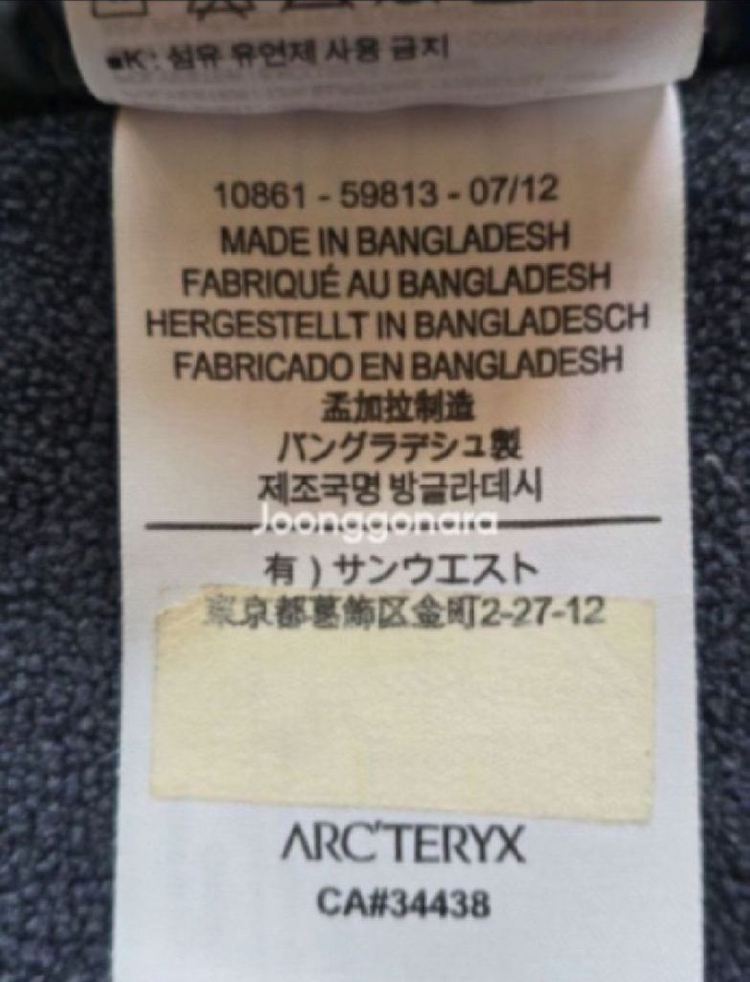 K : 섬유 유연제 사용 금지
10861 - 59813 - 07/12
MADE IN BANGLADESH
FABRIQUÉ AU BANGLADESH
HERGESTELLT IN BANGLADESCH
FABRICADO EN BANGLADESH
孟加拉制造
バングラデシュ製
제조국명 방글라데시
Joonggonara
有 ) サンウエスト
東京都葛飾区金町2-27-12
ARC'TERYX
CA#34438